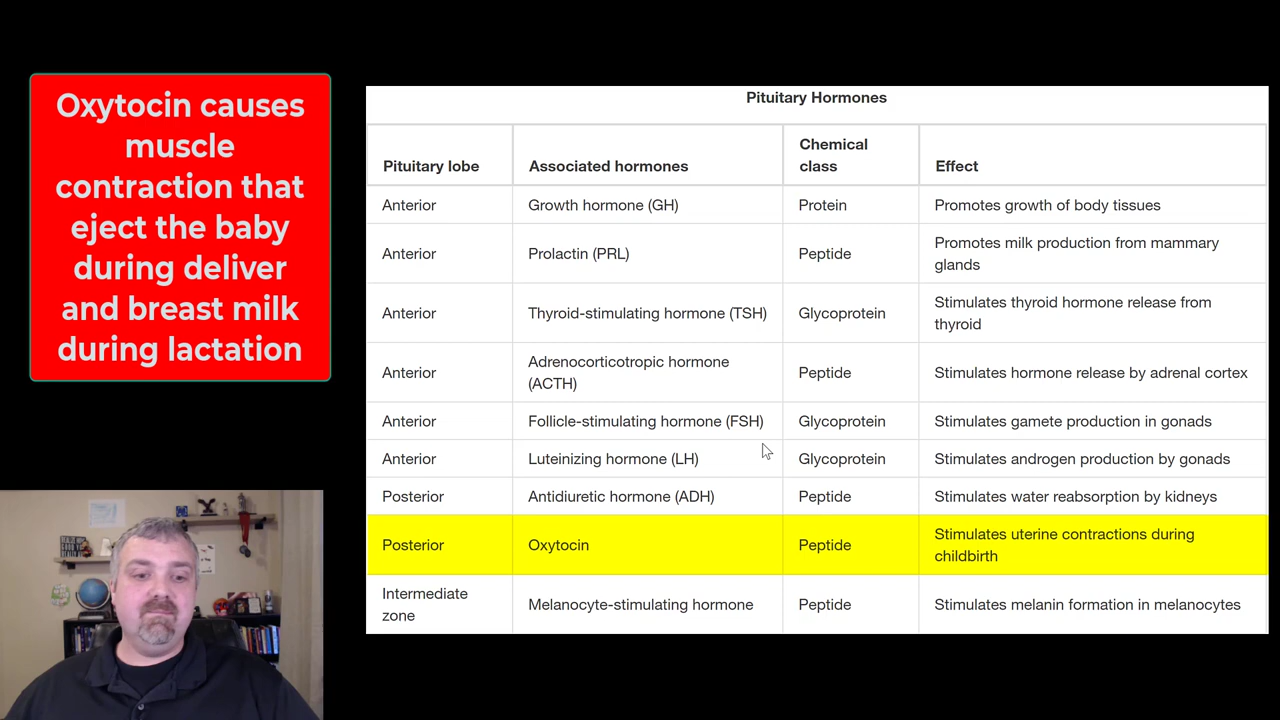 Oxytocin causes
muscle
contraction that
eject the baby
during deliver
and breast milk
during lactation
Pituitary Hormones
Pituitary lobe Associated hormones Chemical class Effect
Anterior Growth hormone (GH) Protein Promotes growth of body tissues
Anterior Prolactin (PRL) Peptide Promotes milk production from mammary glands
Anterior Thyroid-stimulating hormone (TSH) Glycoprotein Stimulates thyroid hormone release from thyroid
Anterior Adrenocorticotropic hormone (ACTH) Peptide Stimulates hormone release by adrenal cortex
Anterior Follicle-stimulating hormone (FSH) Glycoprotein Stimulates gamete production in gonads
Anterior Luteinizing hormone (LH) Glycoprotein Stimulates androgen production by gonads
Posterior Antidiuretic hormone (ADH) Peptide Stimulates water reabsorption by kidneys
Posterior Oxytocin Peptide Stimulates uterine contractions during childbirth
Intermediate zone Melanocyte-stimulating hormone Peptide Stimulates melanin formation in melanocytes